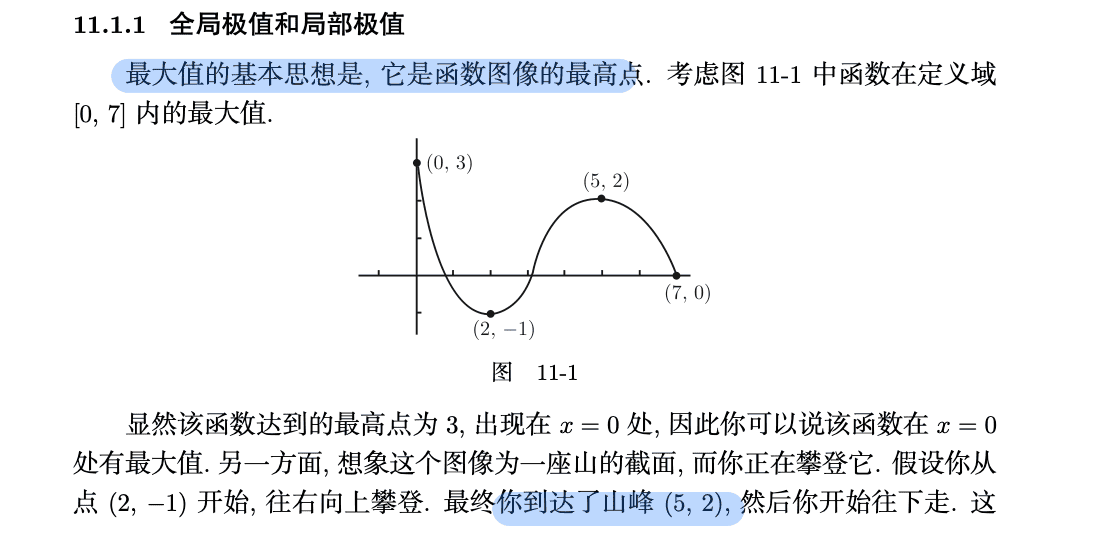 11.1.1 全局极值和局部极值
最大值的基本思想是, 它是函数图像的最高点. 考虑图 11-1 中函数在定义域
[0, 7] 内的最大值.
(0, 3)
(5, 2)
(7, 0)
(2, −1)
图 11-1
显然该函数达到的最高点为 3, 出现在 x = 0 处, 因此你可以说该函数在 x = 0
处有最大值. 另一方面, 想象这个图像为一座山的截面, 而你正在攀登它. 假设你从
点 (2, −1) 开始, 往右向上攀登. 最终你到达了山峰 (5, 2), 然后你开始往下走. 这